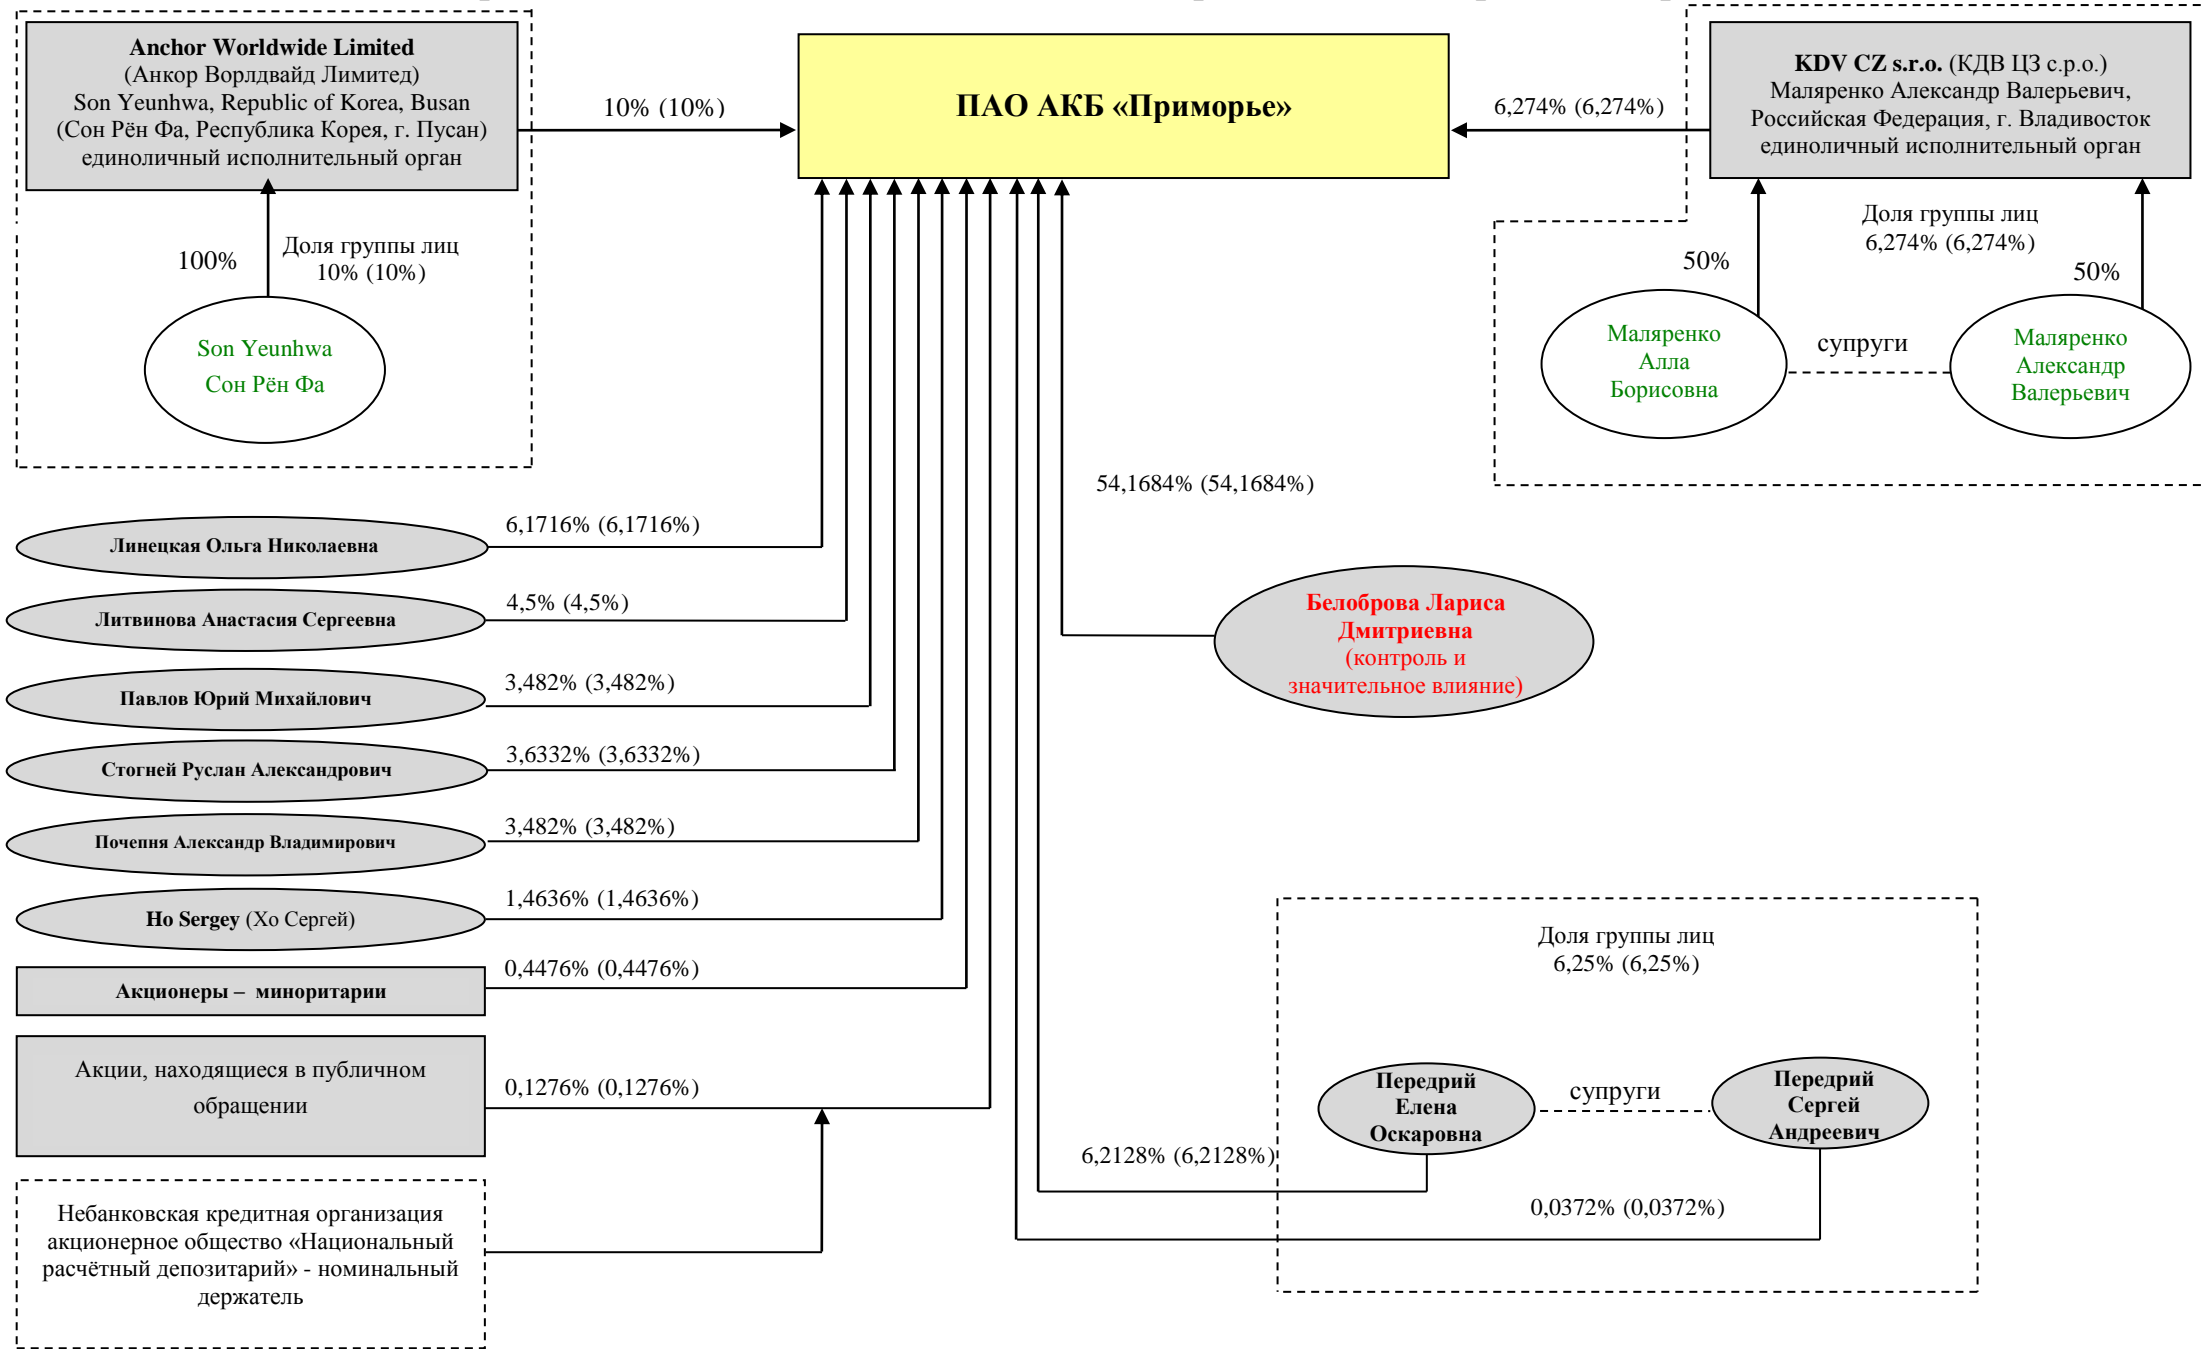 Anchor Worldwide Limited
(Анкор Ворлдвайд Лимитед)
Son Yeunhwa, Republic of Korea, Busan
(Сон Рён Фа, Республика Корея, г. Пусан)
единоличный исполнительный орган
10% (10%)
ПАО АКБ «Приморье»
6,274% (6,274%)
KDV CZ s.r.o. (КДВ ЦЗ с.р.о.)
Маляренко Александр Валерьевич,
Российская Федерация, г. Владивосток
единоличный исполнительный орган
100%
Доля группы лиц
10% (10%)
Son Yeunhwa
Сон Рён Фа
Доля группы лиц
6,274% (6,274%)
50%
50%
Маляренко
Алла
Борисовна
супруги
Маляренко
Александр
Валерьевич
54,1684% (54,1684%)
Линецкая Ольга Николаевна
6,1716% (6,1716%)
Литвинова Анастасия Сергеевна
4,5% (4,5%)
Белоброва Лариса
Дмитриевна
(контроль и
значительное влияние)
Павлов Юрий Михайлович
3,482% (3,482%)
Стогней Руслан Александрович
3,6332% (3,6332%)
Почепня Александр Владимирович
3,482% (3,482%)
Ho Sergey (Хо Сергей)
1,4636% (1,4636%)
Акционеры – миноритарии
0,4476% (0,4476%)
Акции, находящиеся в публичном
обращении
0,1276% (0,1276%)
Небанковская кредитная организация
акционерное общество «Национальный
расчётный депозитарий» - номинальный
держатель
Доля группы лиц
6,25% (6,25%)
Передрий
Елена
Оскаровна
супруги
Передрий
Сергей
Андреевич
6,2128% (6,2128%)
0,0372% (0,0372%)